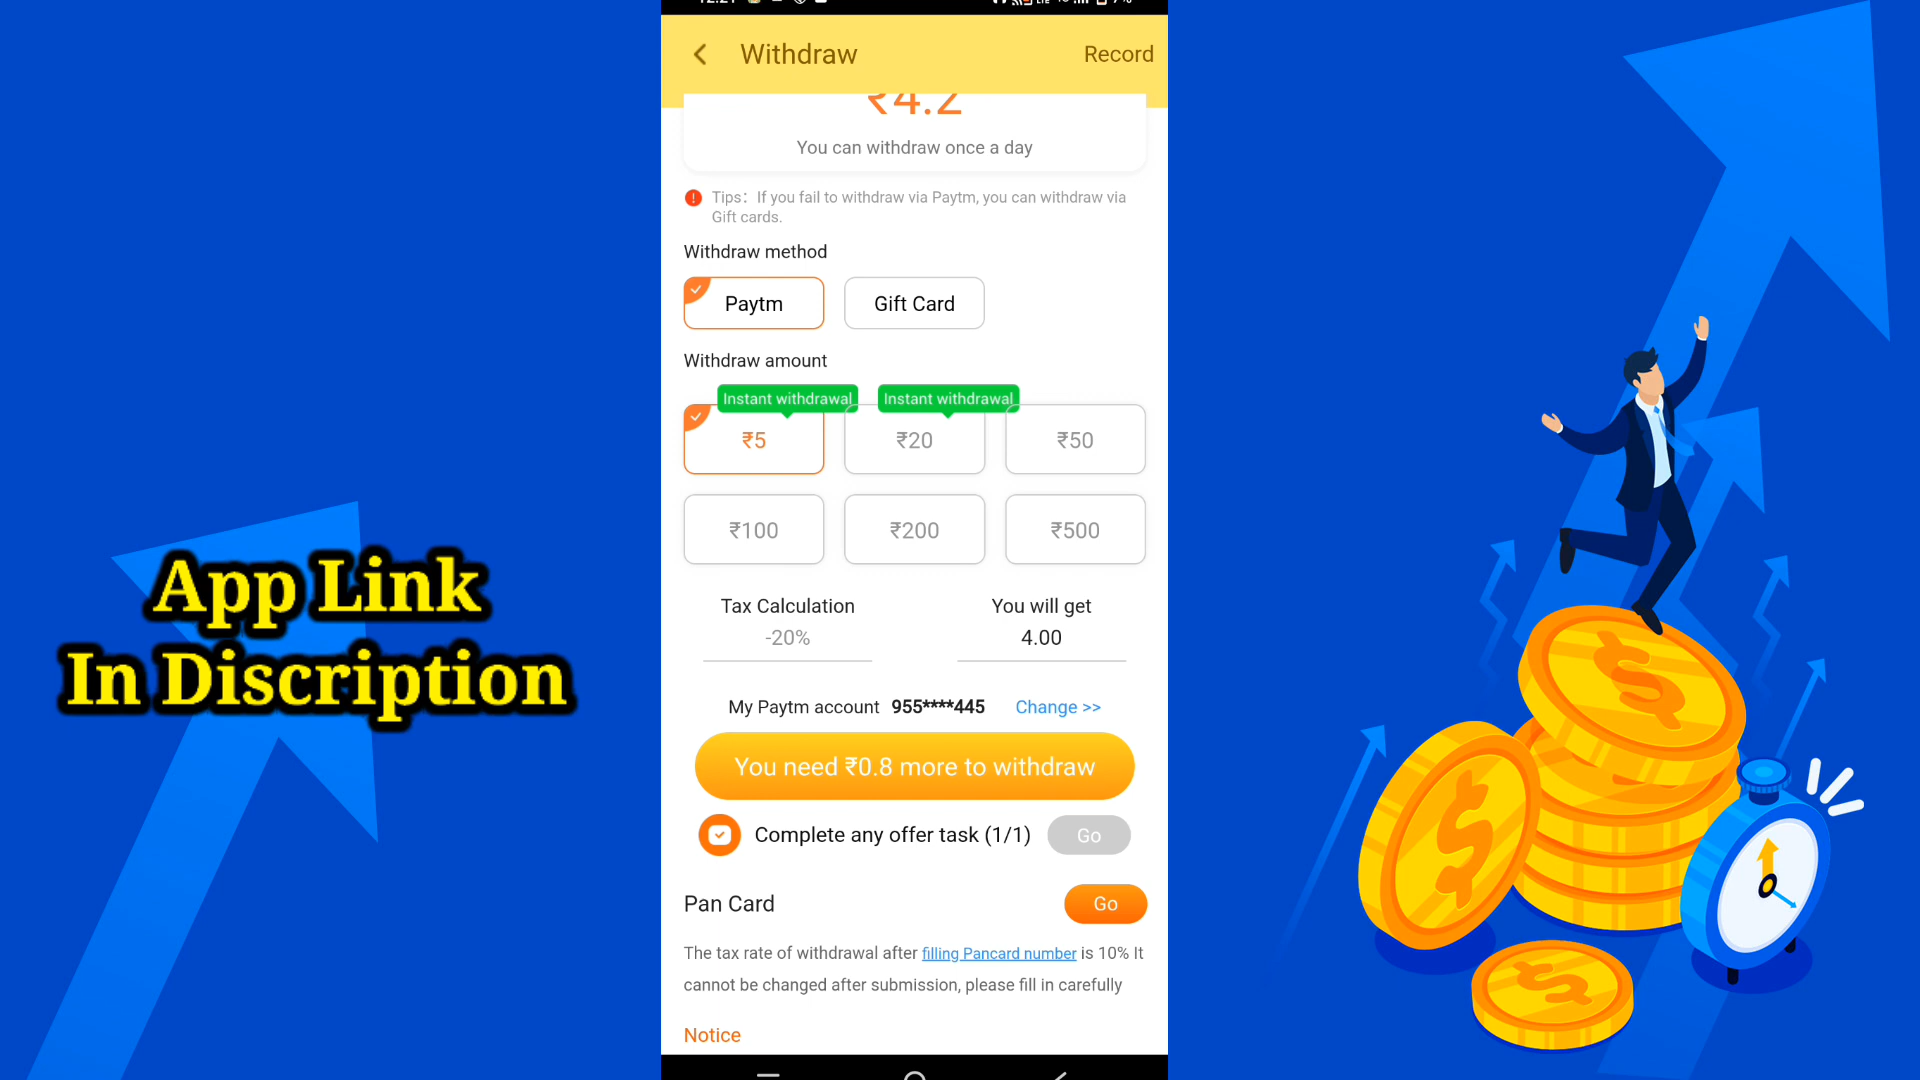 Withdraw
Record
₹4.2
You can withdraw once a day
Tips: If you fail to withdraw via Paytm, you can withdraw via
Gift cards.
Withdraw method
Paytm
Gift Card
Withdraw amount
Instant withdrawal
Instant withdrawal
₹5
₹20
₹50
₹100
₹200
₹500
Tax Calculation
You will get
-20%
4.00
My Paytm account 955****445 Change >>
You need ₹0.8 more to withdraw
Complete any offer task (1/1)
Go
Pan Card
Go
The tax rate of withdrawal after filling Pancard number is 10% It
cannot be changed after submission, please fill in carefully
Notice
App Link
In Discription